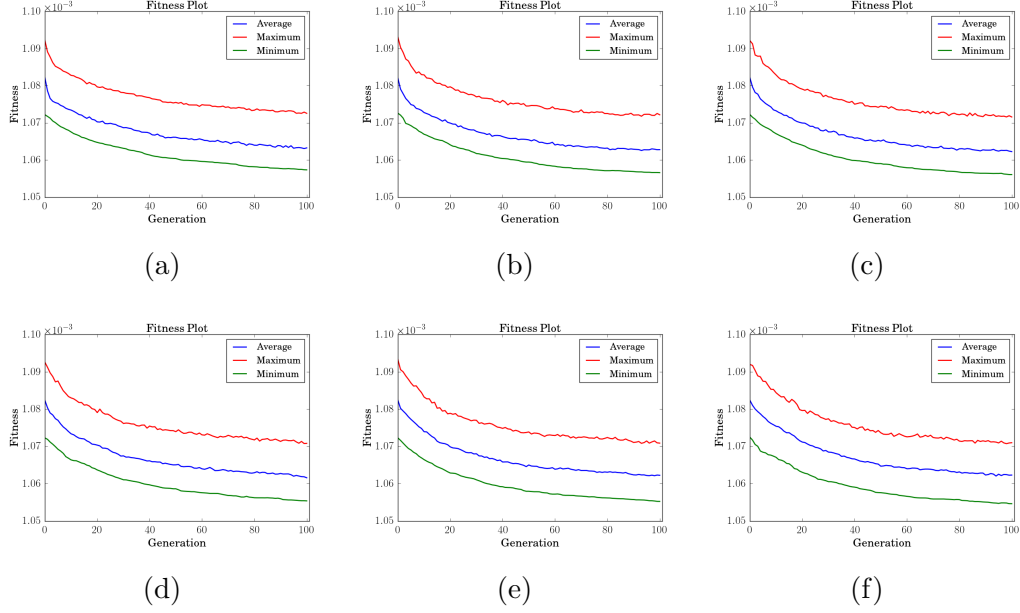 ×10⁻³ Fitness Plot
1.10
1.09
1.08
1.07
1.06
1.05
Fitness
Average
Maximum
Minimum
0 20 40 60 80 100
Generation
(a)
×10⁻³ Fitness Plot
1.10
1.09
1.08
1.07
1.06
1.05
Fitness
Average
Maximum
Minimum
0 20 40 60 80 100
Generation
(b)
×10⁻³ Fitness Plot
1.10
1.09
1.08
1.07
1.06
1.05
Fitness
Average
Maximum
Minimum
0 20 40 60 80 100
Generation
(c)
×10⁻³ Fitness Plot
1.10
1.09
1.08
1.07
1.06
1.05
Fitness
Average
Maximum
Minimum
0 20 40 60 80 100
Generation
(d)
×10⁻³ Fitness Plot
1.10
1.09
1.08
1.07
1.06
1.05
Fitness
Average
Maximum
Minimum
0 20 40 60 80 100
Generation
(e)
×10⁻³ Fitness Plot
1.10
1.09
1.08
1.07
1.06
1.05
Fitness
Average
Maximum
Minimum
0 20 40 60 80 100
Generation
(f)